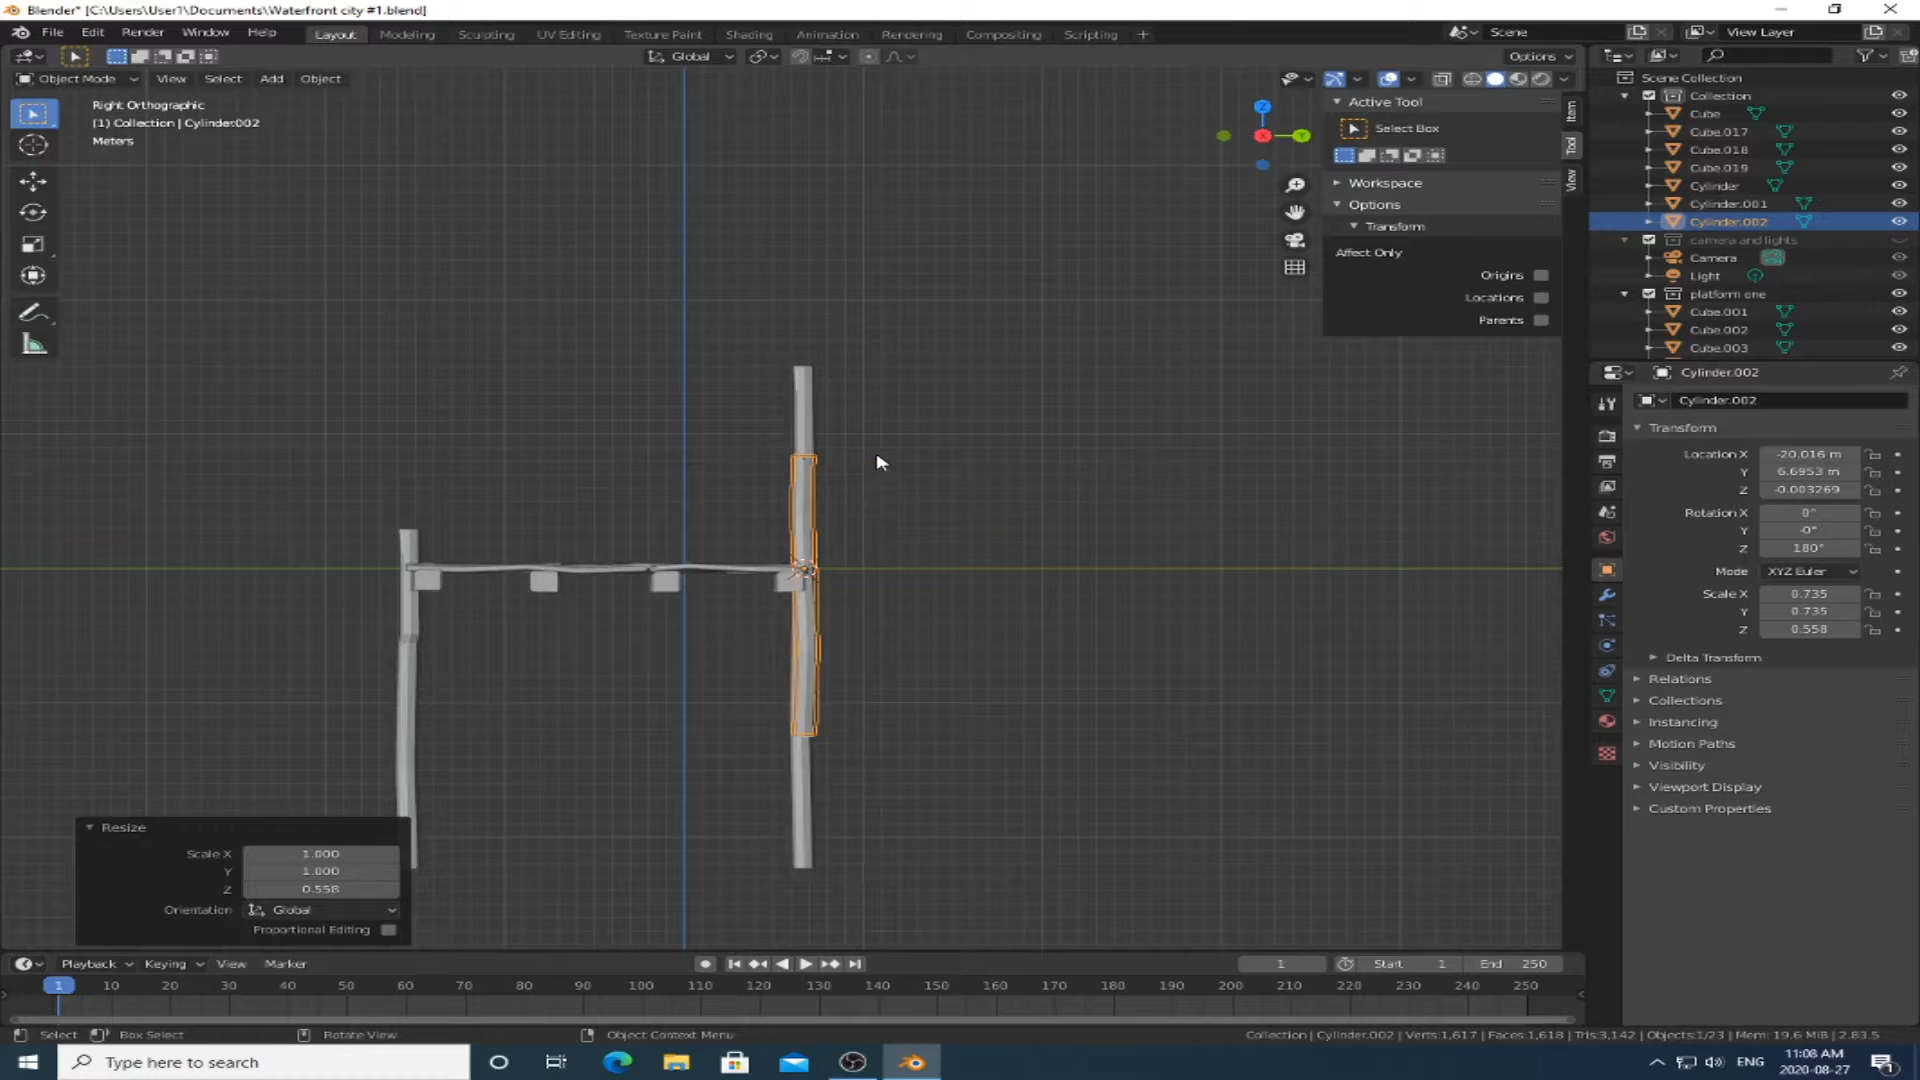 Blender* [C:\Users\User1\Documents\Waterfront city #1.blend]
File Edit Render Window Help
Layout Modeling Sculpting UV Editing Texture Paint Shading Animation Rendering Compositing Scripting +
Scene
View Layer
Global
Options
Object Mode View Select Add Object
Right Orthographic
(1) Collection | Cylinder.002
Meters
Z
X
Y
Active Tool
Select Box
Workspace
Options
Transform
Affect Only
Origins
Locations
Parents
Item
Tool
View
Scene Collection
Collection
Cube
Cube.017
Cube.018
Cube.019
Cylinder
Cylinder.001
Cylinder.002
camera and lights
Camera
Light
platform one
Cube.001
Cube.002
Cube.003
Cylinder.002
Cylinder.002
Transform
Location X -20.016 m
Y 6.6953 m
Z -0.003269
Rotation X 0°
Y -0°
Z 180°
Mode XYZ Euler
Scale X 0.735
Y 0.735
Z 0.558
Delta Transform
Relations
Collections
Instancing
Motion Paths
Visibility
Viewport Display
Custom Properties
Resize
Scale X 1.000
Y 1.000
Z 0.558
Orientation Global
Proportional Editing
Playback Keying View Marker
1 Start 1 End 250
1 10 20 30 40 50 60 70 80 90 100 110 120 130 140 150 160 170 180 190 200 210 220 230 240 250
Select Box Select Rotate View Object Context Menu
Collection | Cylinder.002 | Verts:1,617 | Faces:1,618 | Tris:3,142 | Objects:1/23 | Mem: 19.6 MiB | 2.83.5
Type here to search
ENG
11:08 AM
2020-08-27
1